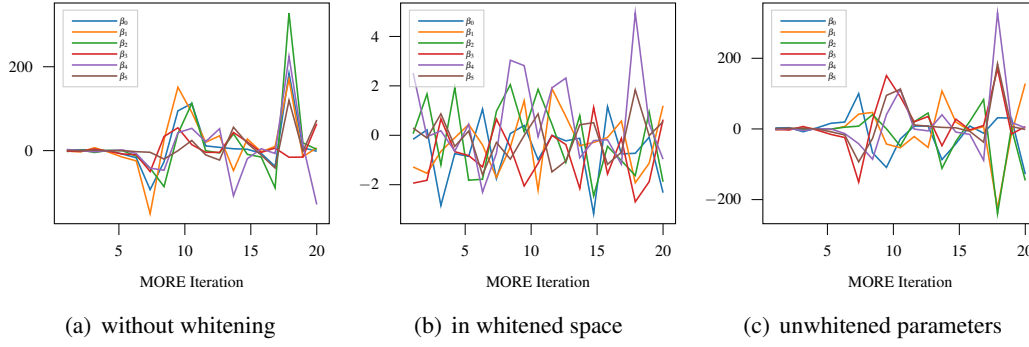 200
0
5
10
15
20
MORE Iteration
β₀
β₁
β₂
β₃
β₄
β₅
(a) without whitening
4
2
0
−2
5
10
15
20
MORE Iteration
β₀
β₁
β₂
β₃
β₄
β₅
(b) in whitened space
200
0
−200
5
10
15
20
MORE Iteration
β₀
β₁
β₂
β₃
β₄
β₅
(c) unwhitened parameters